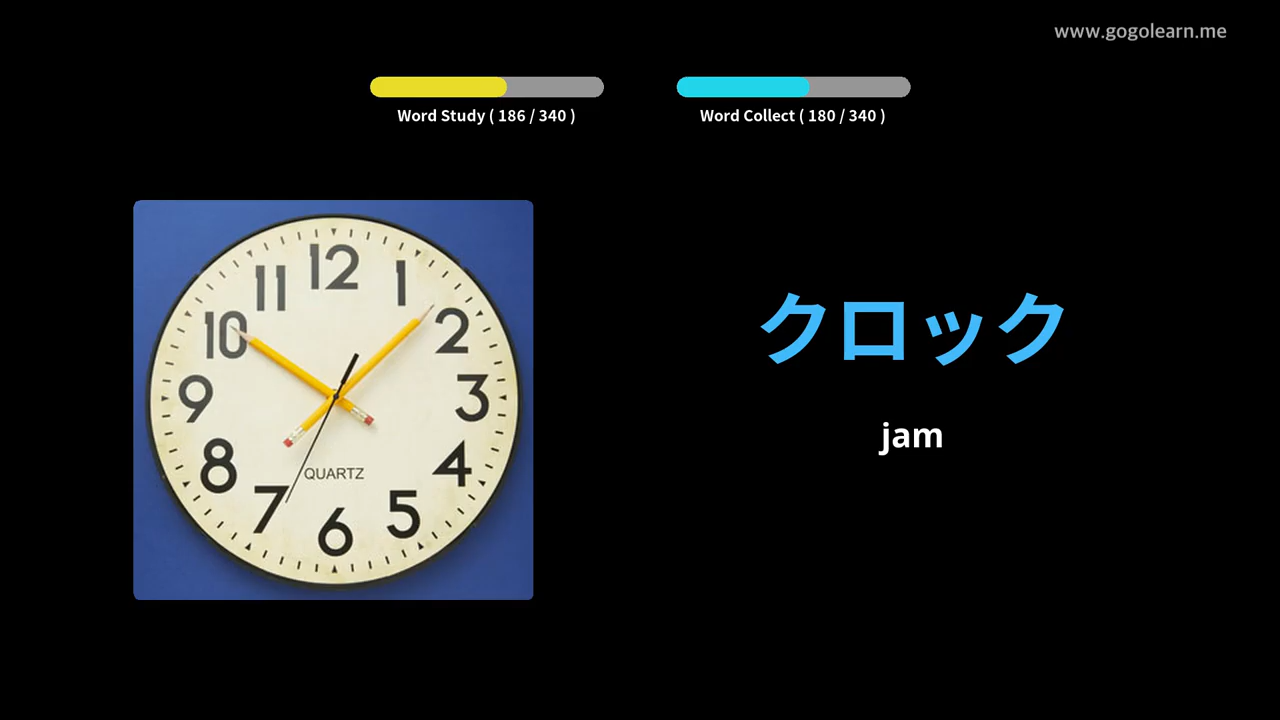 www.gogolearn.me
Word Study ( 186 / 340 )
Word Collect ( 180 / 340 )
12
11
1
10
2
9
3
8
4
QUARTZ
7
5
6
クロック
jam